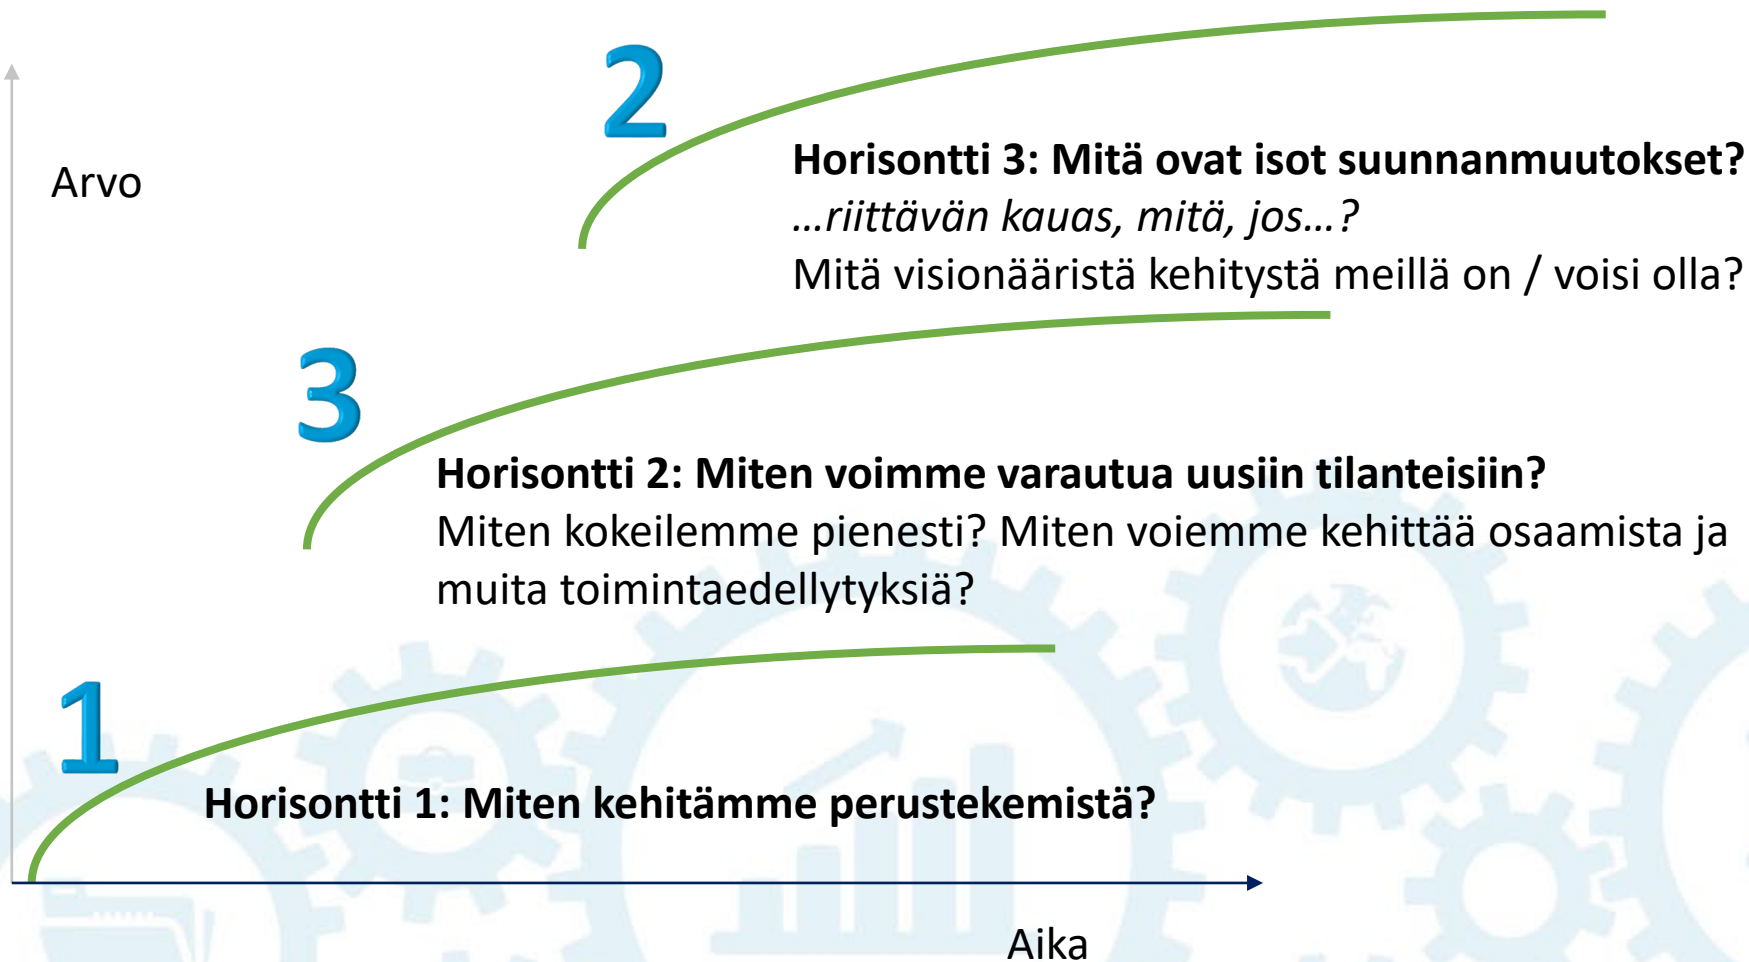 2
Arvo
Horisontti 3: Mitä ovat isot suunnanmuutokset?
…riittävän kauas, mitä, jos…?
Mitä visionääristä kehitystä meillä on / voisi olla?
3
Horisontti 2: Miten voimme varautua uusiin tilanteisiin?
Miten kokeilemme pienesti? Miten voiemme kehittää osaamista ja
muita toimintaedellytyksiä?
1
Horisontti 1: Miten kehitämme perustekemistä?
Aika